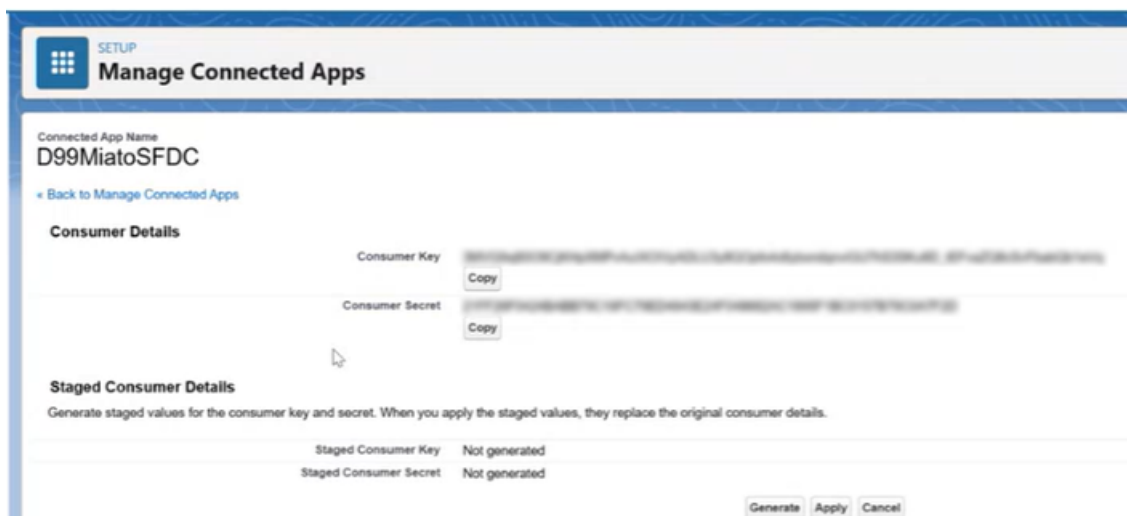 SETUP
Manage Connected Apps
Connected App Name
D99MiatoSFDC
« Back to Manage Connected Apps
Consumer Details
Consumer Key
Copy
Consumer Secret
Copy
Staged Consumer Details
Generate staged values for the consumer key and secret. When you apply the staged values, they replace the original consumer details.
Staged Consumer Key Not generated
Staged Consumer Secret Not generated
Generate Apply Cancel